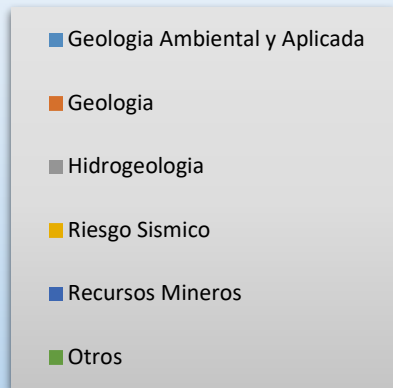 Geologia Ambiental y Aplicada
Geologia
Hidrogeologia
Riesgo Sismico
Recursos Mineros
Otros